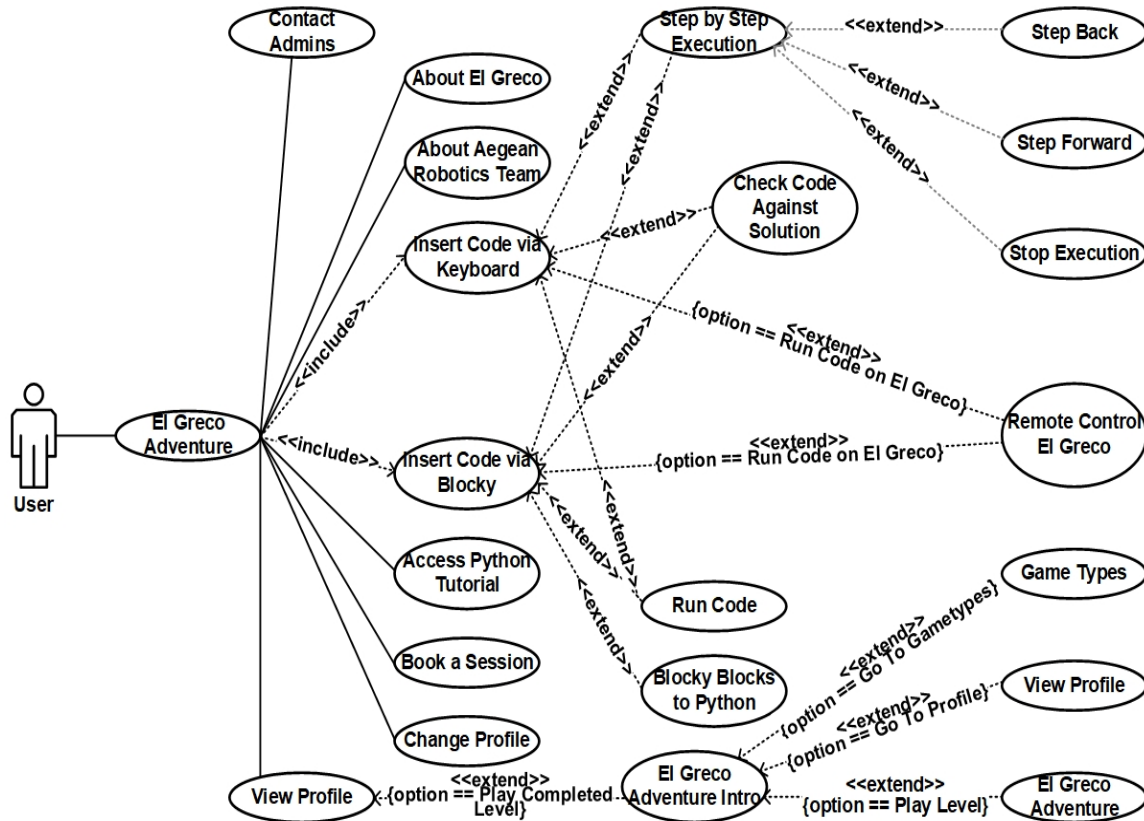 Contact
Admins
Step by Step
Execution
<<extend>>
Step Back
About El Greco
<<extend>>
<<extend>>
<<extend>>
Step Forward
About Aegean
Robotics Team
<<extend>>
Check Code
Against
Solution
<<extend>>
Insert Code via
Keyboard
Stop Execution
<<include>>
<<extend>>
<<extend>>
{option == Run Code on El Greco}
El Greco
Adventure
User
<<include>>
Remote Control
El Greco
<<extend>>
{option == Run Code on El Greco}
Insert Code via
Blocky
<<extend>>
<<extend>>
<<extend>>
Access Python
Tutorial
Run Code
Game Types
<<extend>>
{option == Go To Gametypes}
Book a Session
Blocky Blocks
to Python
View Profile
<<extend>>
{option == Go To Profile}
Change Profile
View Profile
<<extend>>
{option == Play Completed
Level}
El Greco
Adventure Intro
<<extend>>
{option == Play Level}
El Greco
Adventure